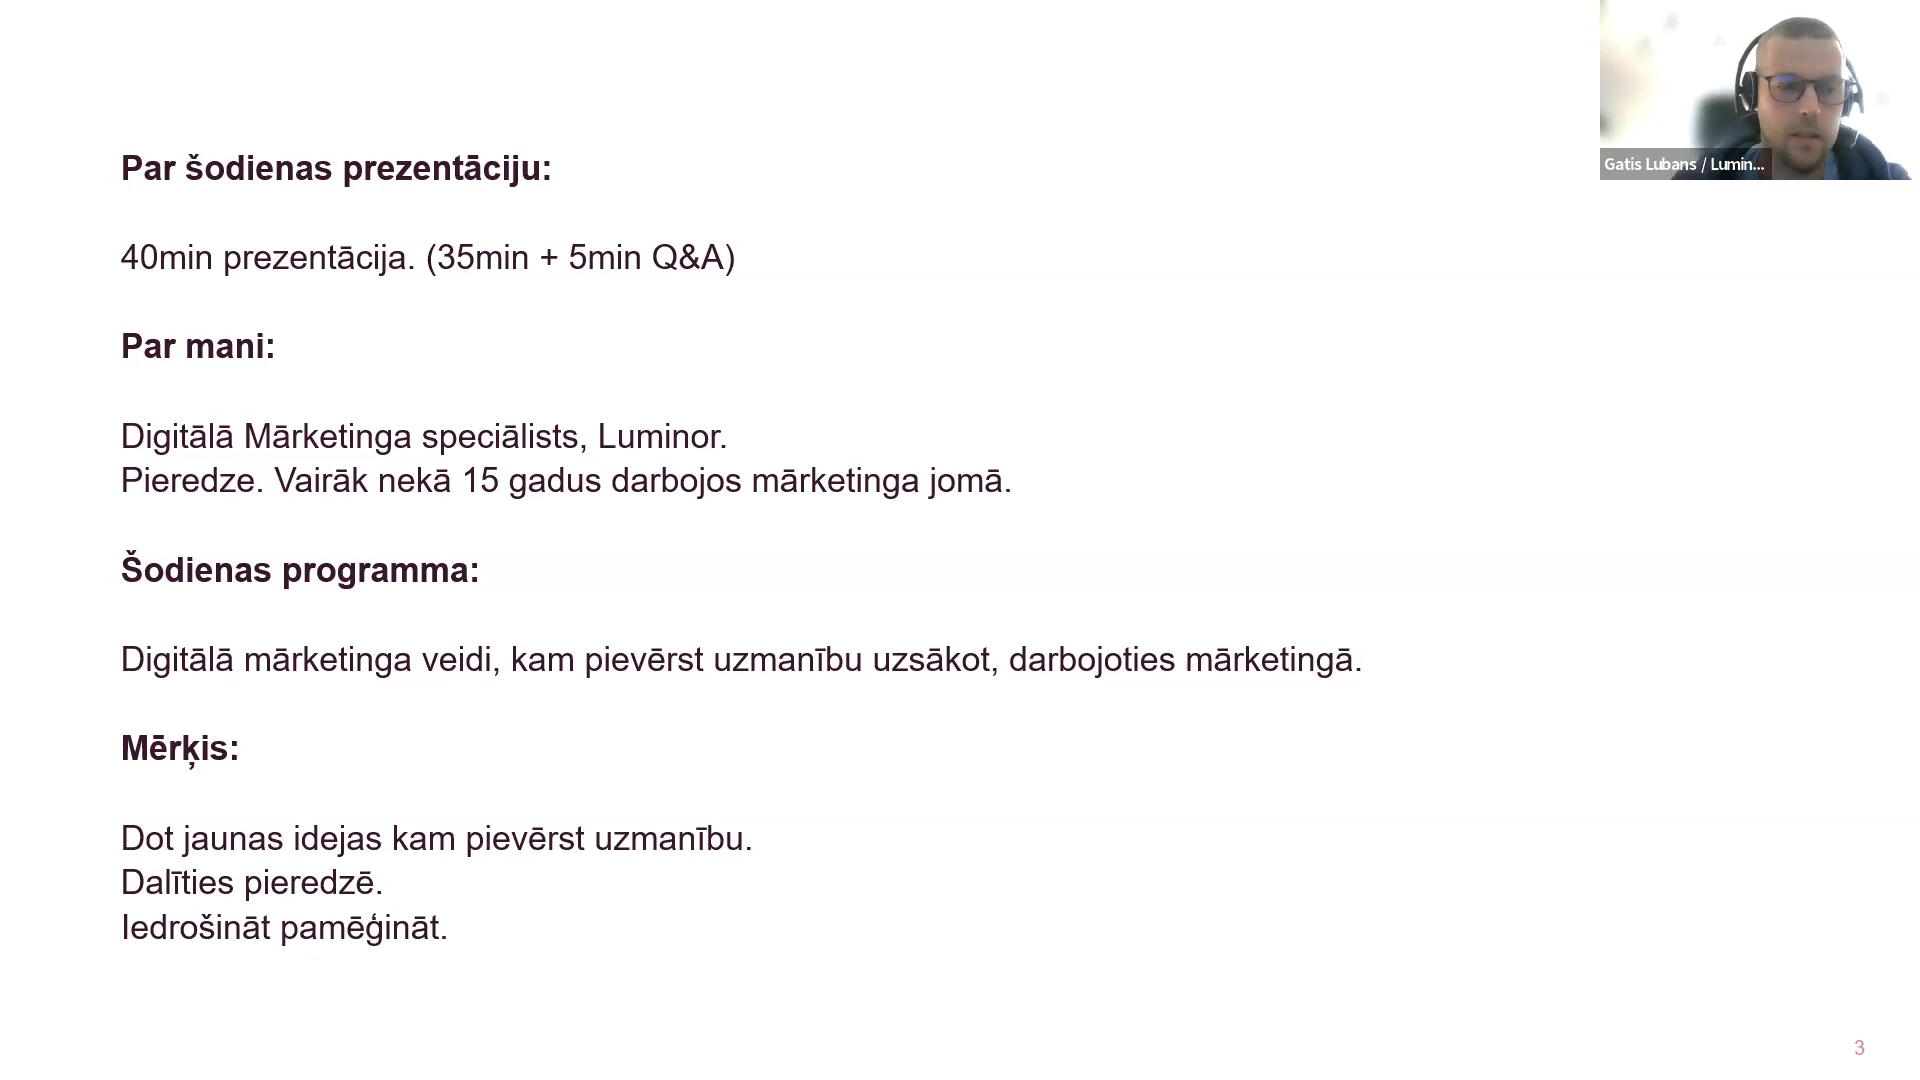 Par šodienas prezentāciju:
40min prezentācija. (35min + 5min Q&A)
Par mani:
Digitālā Mārketinga speciālists, Luminor.
Pieredze. Vairāk nekā 15 gadus darbojos mārketinga jomā.
Šodienas programma:
Digitālā mārketinga veidi, kam pievērst uzmanību uzsākot, darbojoties mārketingā.
Mērķis:
Dot jaunas idejas kam pievērst uzmanību.
Dalīties pieredzē.
Iedrošināt pamēģināt.
Gatis Lubans / Lumin...
3